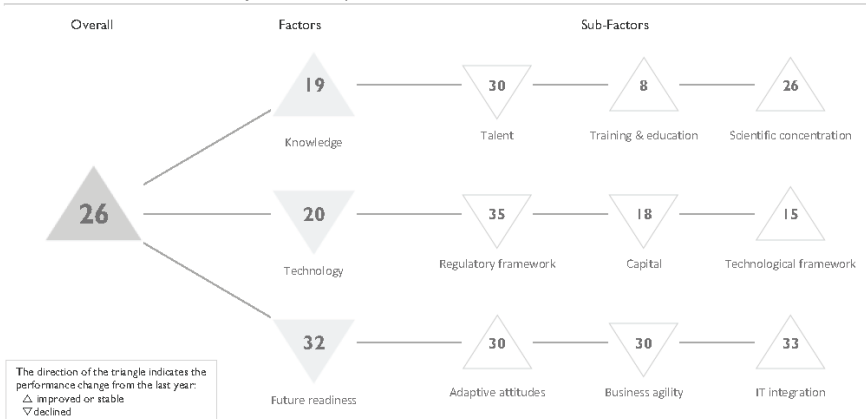 Overall Factors Sub-Factors
19 30 8 26
Knowledge Talent Training & education Scientific concentration
26 20 35 18 15
Technology Regulatory framework Capital Technological framework
32 30 30 33
Future readiness Adaptive attitudes Business agility IT integration
The direction of the triangle indicates the
performance change from the last year:
△ improved or stable
▽ declined